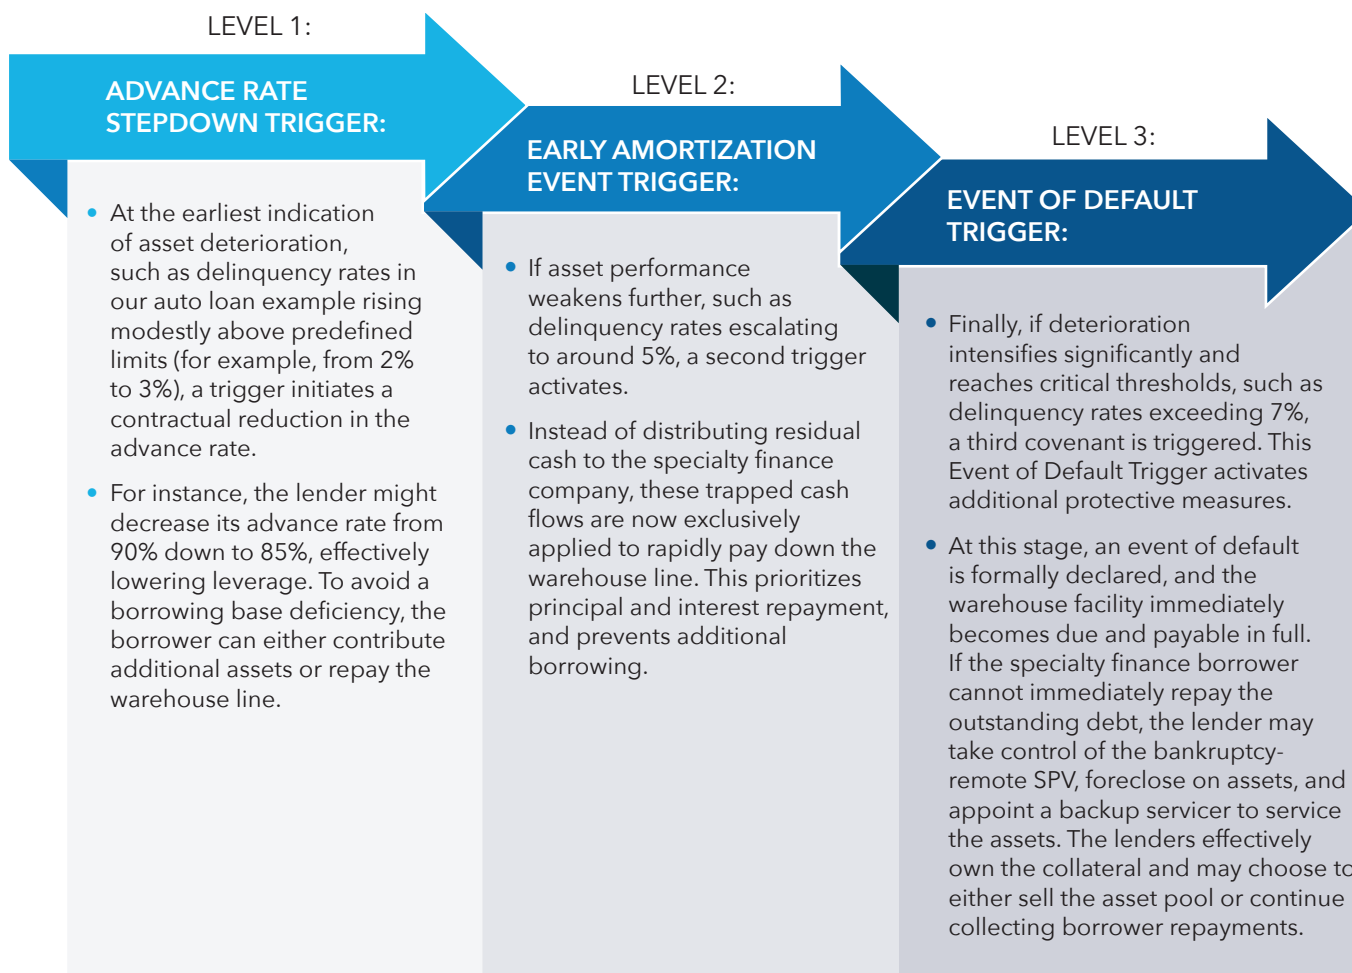 LEVEL 1:
ADVANCE RATE
STEPDOWN TRIGGER:
• At the earliest indication
of asset deterioration,
such as delinquency rates in
our auto loan example rising
modestly above predefined
limits (for example, from 2%
to 3%), a trigger initiates a
contractual reduction in the
advance rate.
• For instance, the lender might
decrease its advance rate from
90% down to 85%, effectively
lowering leverage. To avoid a
borrowing base deficiency, the
borrower can either contribute
additional assets or repay the
warehouse line.
LEVEL 2:
EARLY AMORTIZATION
EVENT TRIGGER:
• If asset performance
weakens further, such as
delinquency rates escalating
to around 5%, a second trigger
activates.
• Instead of distributing residual
cash to the specialty finance
company, these trapped cash
flows are now exclusively
applied to rapidly pay down the
warehouse line. This prioritizes
principal and interest repayment,
and prevents additional
borrowing.
LEVEL 3:
EVENT OF DEFAULT
TRIGGER:
• Finally, if deterioration
intensifies significantly and
reaches critical thresholds, such as
delinquency rates exceeding 7%,
a third covenant is triggered. This
Event of Default Trigger activates
additional protective measures.
• At this stage, an event of default
is formally declared, and the
warehouse facility immediately
becomes due and payable in full.
If the specialty finance borrower
cannot immediately repay the
outstanding debt, the lender may
take control of the bankruptcy-
remote SPV, foreclose on assets, and
appoint a backup servicer to service
the assets. The lenders effectively
own the collateral and may choose to
either sell the asset pool or continue
collecting borrower repayments.